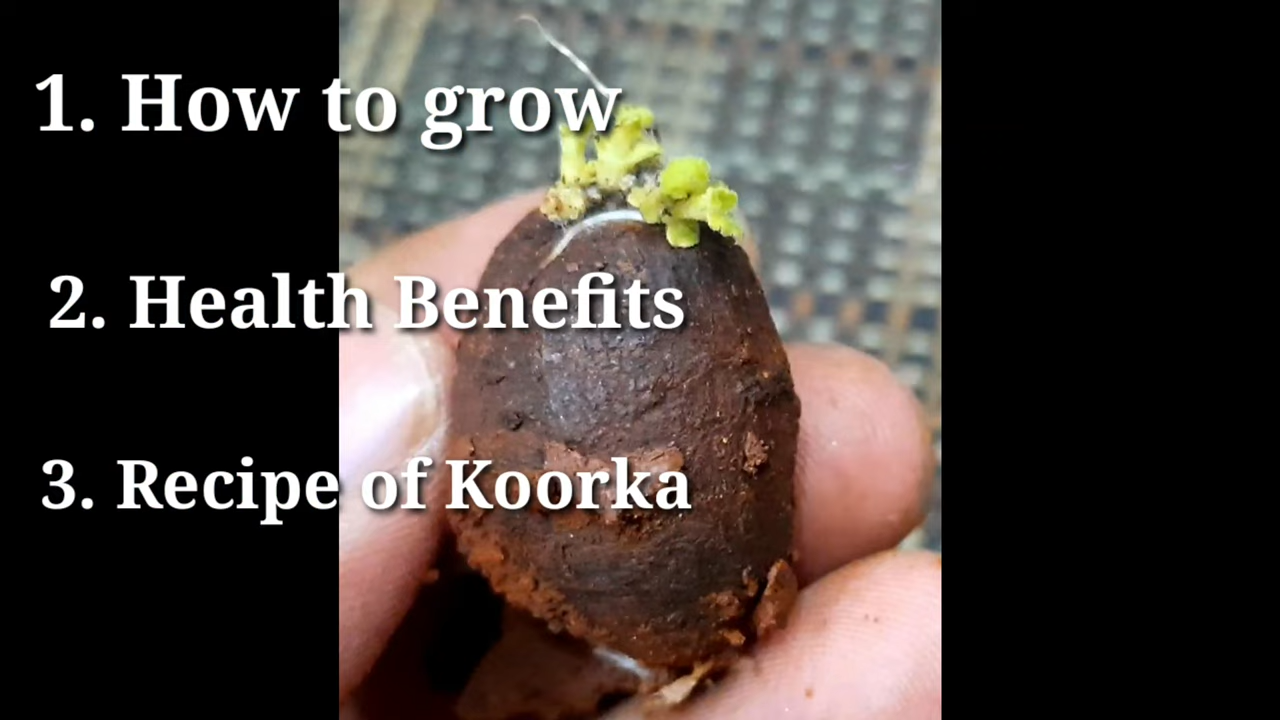 1. How to grow
2. Health Benefits
3. Recipe of Koorka